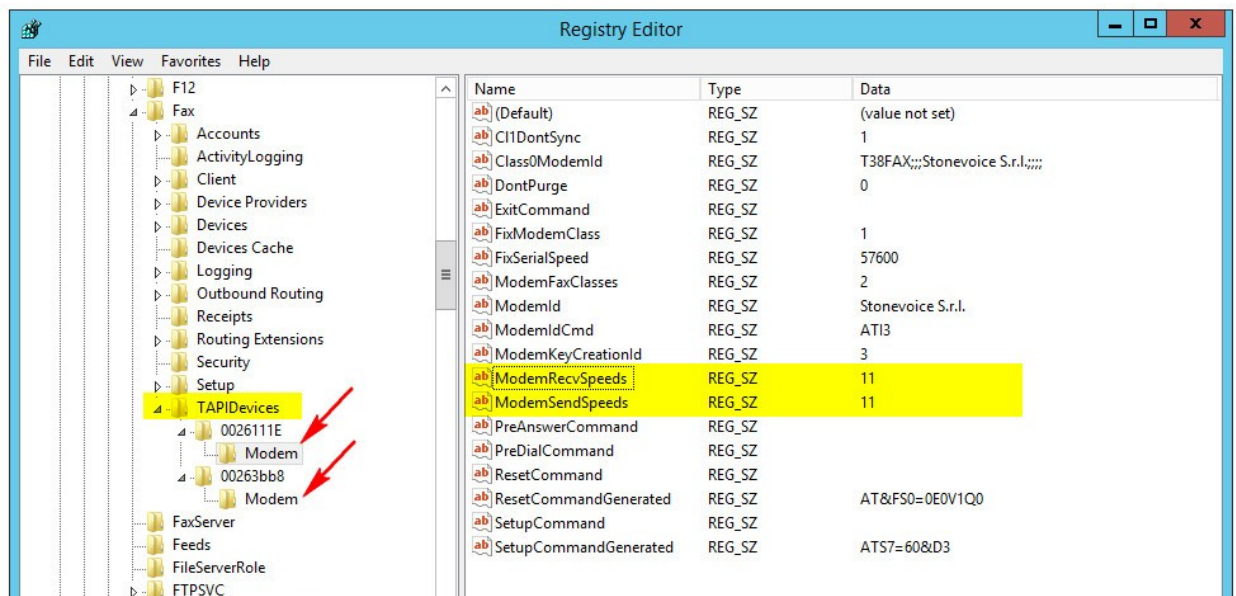 Registry Editor
File Edit View Favorites Help
F12
Fax
Accounts
ActivityLogging
Client
Device Providers
Devices
Devices Cache
Logging
Outbound Routing
Receipts
Routing Extensions
Security
Setup
TAPIDevices
0026111E
Modem
00263bb8
Modem
FaxServer
Feeds
FileServerRole
FTPSVC
Name Type Data
(Default) REG_SZ (value not set)
Cl1DontSync REG_SZ 1
Class0ModemId REG_SZ T38FAX;;;Stonevoice S.r.l.;;;;
DontPurge REG_SZ 0
ExitCommand REG_SZ
FixModemClass REG_SZ 1
FixSerialSpeed REG_SZ 57600
ModemFaxClasses REG_SZ 2
ModemId REG_SZ Stonevoice S.r.l.
ModemIdCmd REG_SZ ATI3
ModemKeyCreationId REG_SZ 3
ModemRecvSpeeds REG_SZ 11
ModemSendSpeeds REG_SZ 11
PreAnswerCommand REG_SZ
PreDialCommand REG_SZ
ResetCommand REG_SZ
ResetCommandGenerated REG_SZ AT&FS0=0E0V1Q0
SetupCommand REG_SZ
SetupCommandGenerated REG_SZ ATS7=60&D3